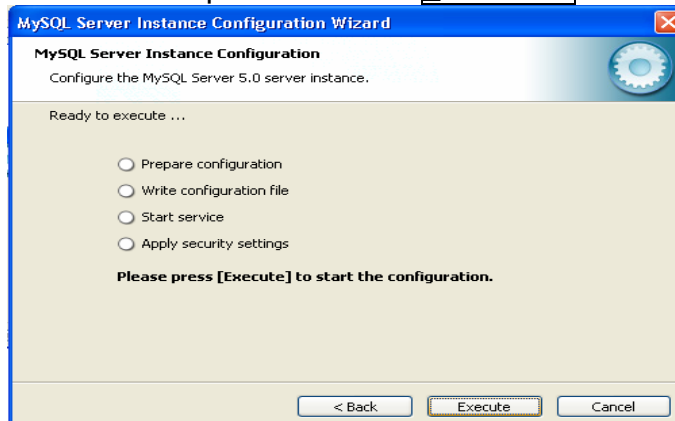 MySQL Server Instance Configuration Wizard
MySQL Server Instance Configuration
Configure the MySQL Server 5.0 server instance.
Ready to execute ...
Prepare configuration
Write configuration file
Start service
Apply security settings
Please press [Execute] to start the configuration.
< Back Execute Cancel